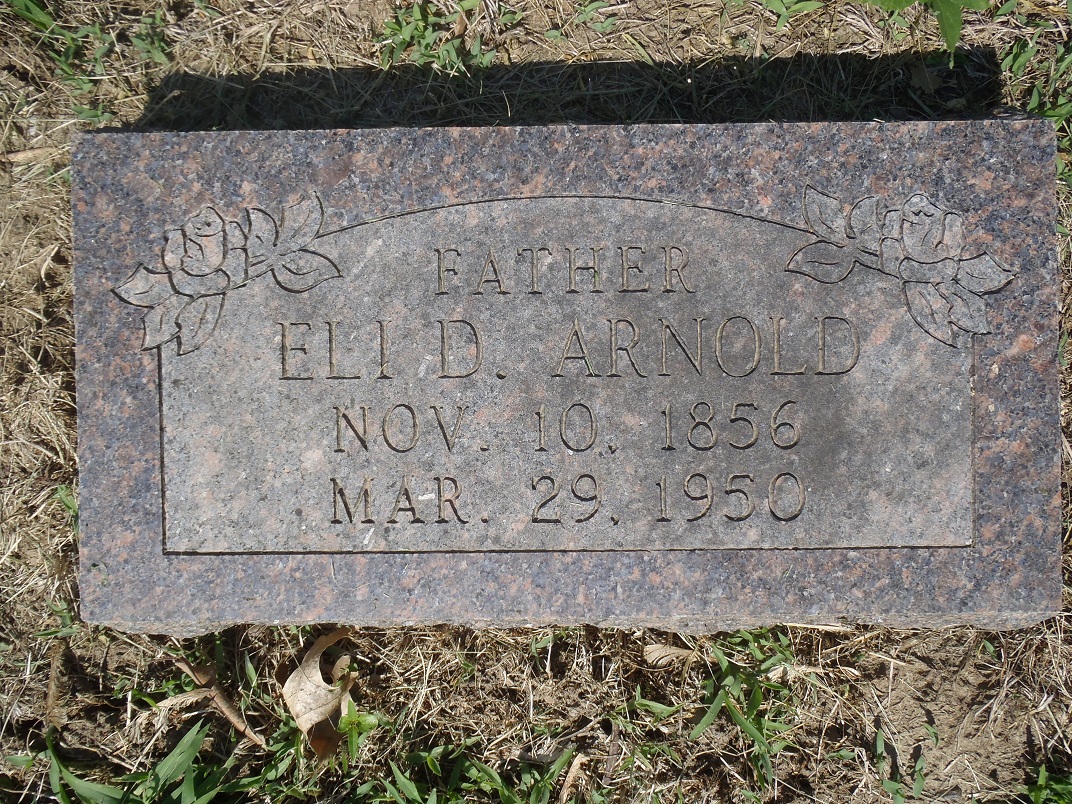 FATHER
ELI D. ARNOLD
NOV. 10, 1856
MAR. 29, 1950